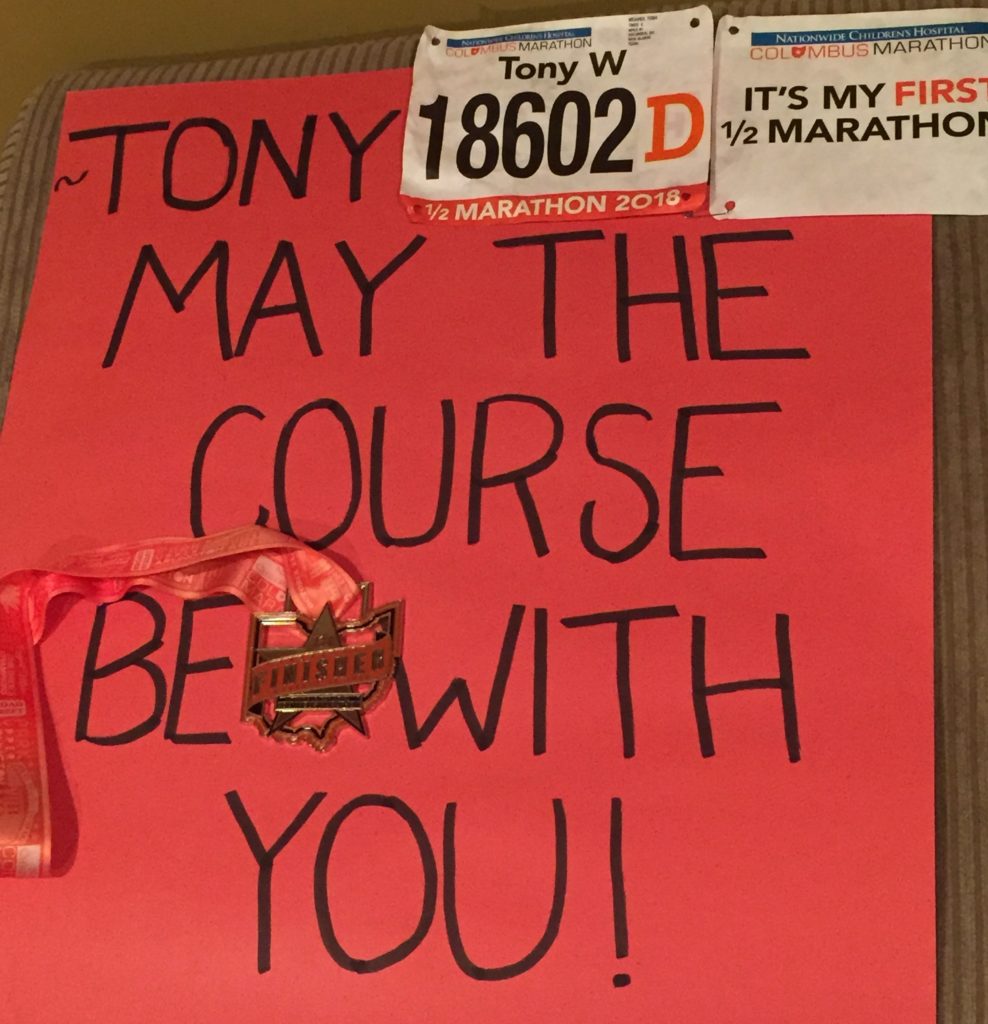 NATIONWIDE CHILDREN'S HOSPITAL
COLUMBUS MARATHON
Tony W
18602 D
1/2 MARATHON 2018
NATIONWIDE CHILDREN'S HOSPITAL
COLUMBUS MARATHON
IT'S MY FIRST
1/2 MARATHON
~TONY
MAY THE
COURSE
BE WITH
YOU!
FINISHER